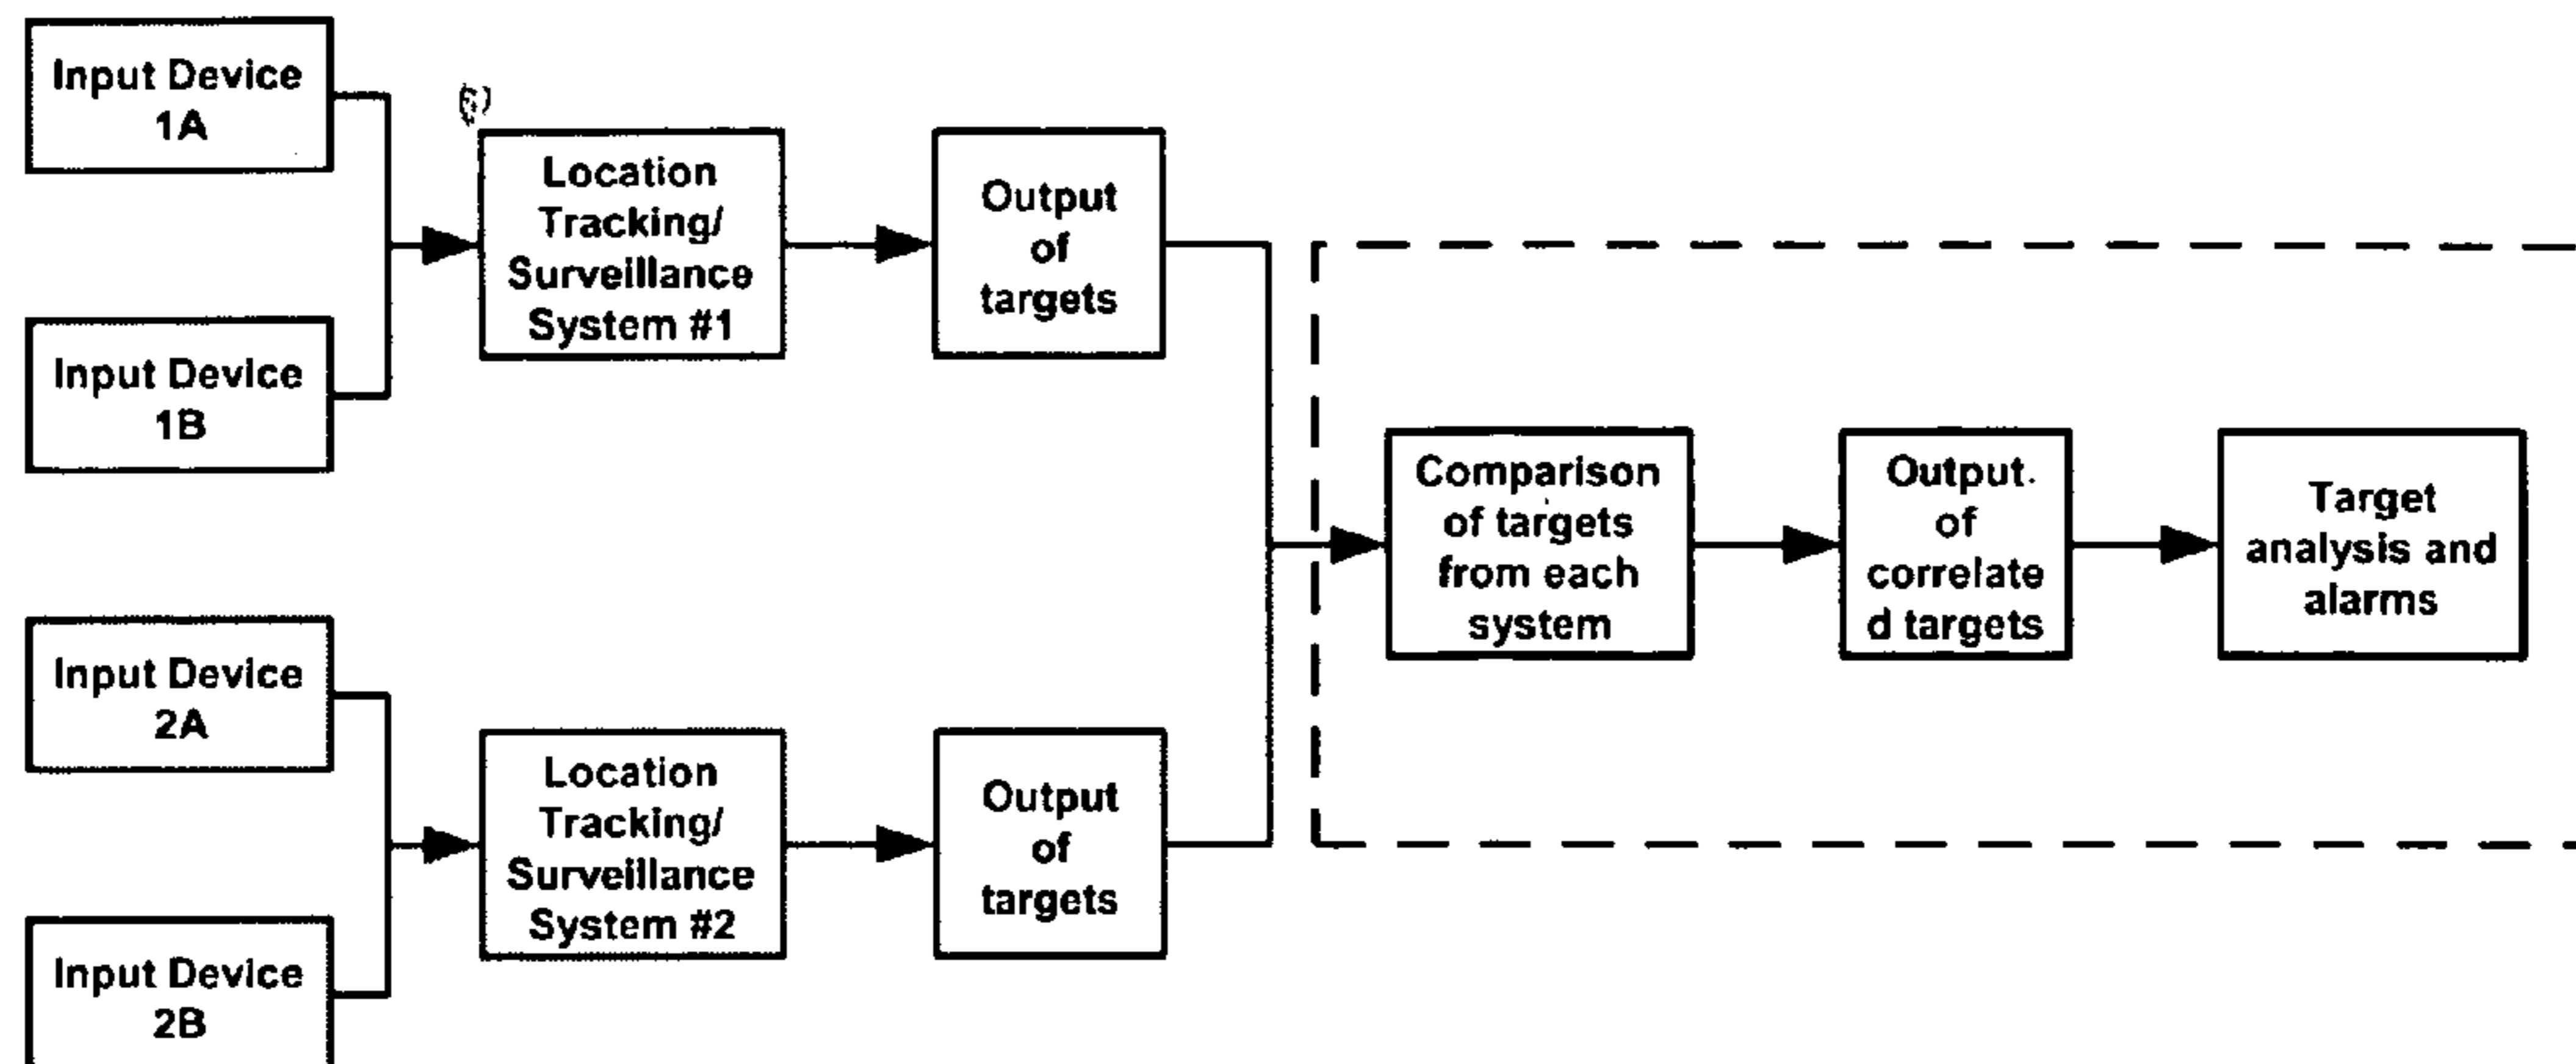 Input Device
1A
Input Device
1B
Location
Tracking/
Surveillance
System #1
Output
of
targets
Input Device
2A
Input Device
2B
Location
Tracking/
Surveillance
System #2
Output
of
targets
Comparison
of targets
from each
system
Output
of
correlate
d targets
Target
analysis and
alarms